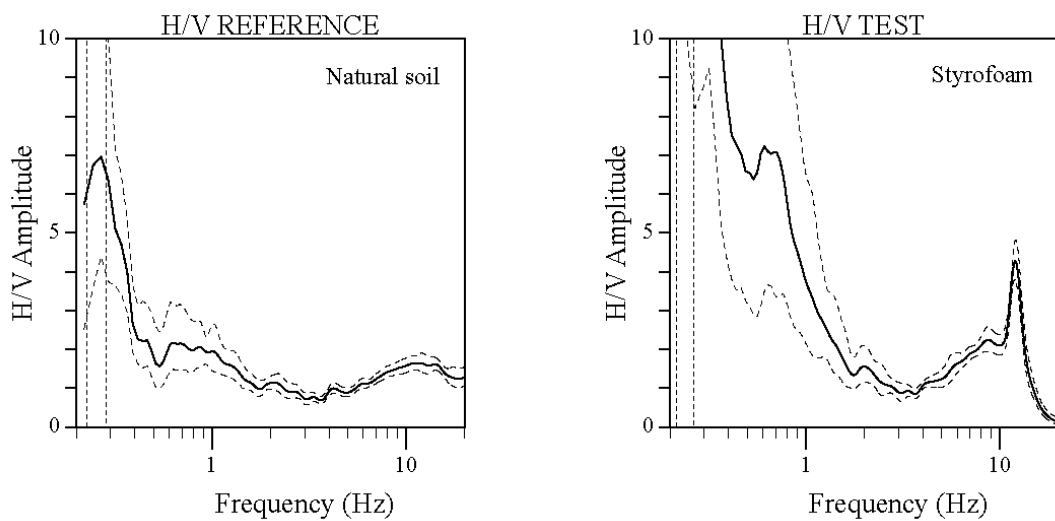 H/V REFERENCE
10
Natural soil
5
0
H/V Amplitude
1
10
Frequency (Hz)
H/V TEST
10
Styrofoam
5
0
H/V Amplitude
1
10
Frequency (Hz)